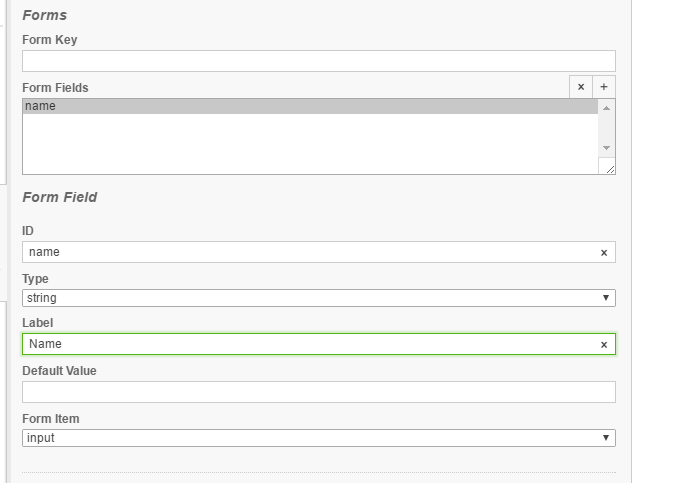 Forms
Form Key
Form Fields × +
name
Form Field
ID
name ×
Type
string
Label
Name ×
Default Value
Form Item
input